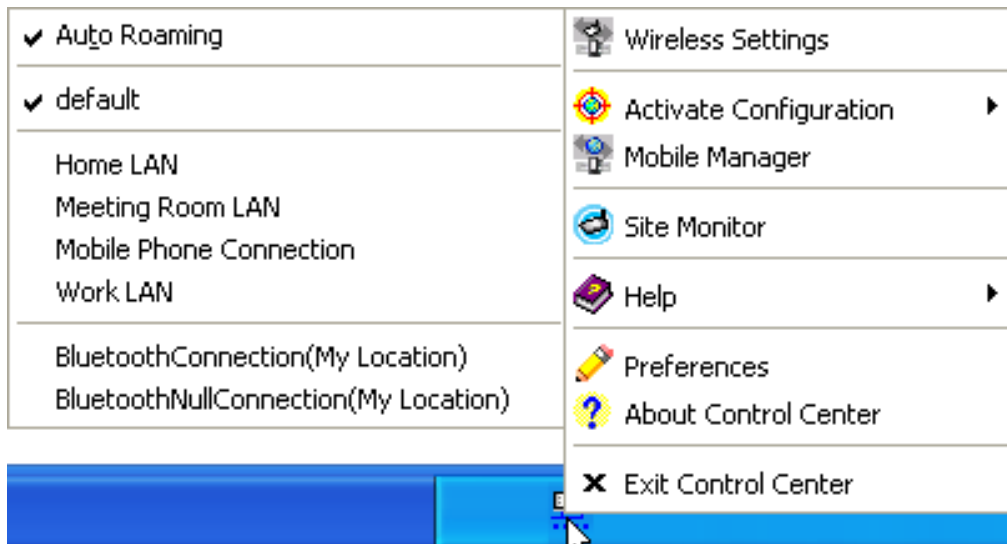 Auto Roaming
default
Home LAN
Meeting Room LAN
Mobile Phone Connection
Work LAN
BluetoothConnection(My Location)
BluetoothNullConnection(My Location)
Wireless Settings
Activate Configuration
Mobile Manager
Site Monitor
Help
Preferences
About Control Center
Exit Control Center